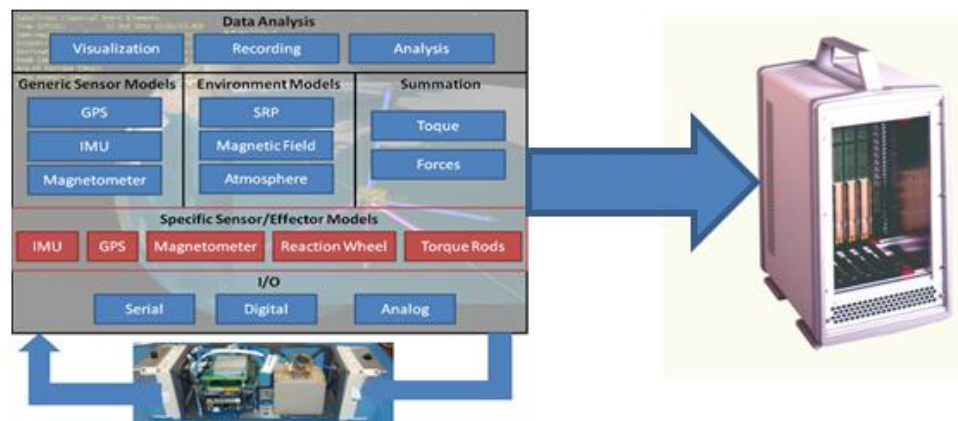 Data Analysis
Visualization Recording Analysis
Generic Sensor Models Environment Models Summation
GPS SRP
Toque
IMU Magnetic Field
Forces
Magnetometer Atmosphere
Specific Sensor/Effector Models
IMU GPS Magnetometer Reaction Wheel Torque Rods
I/O
Serial Digital Analog